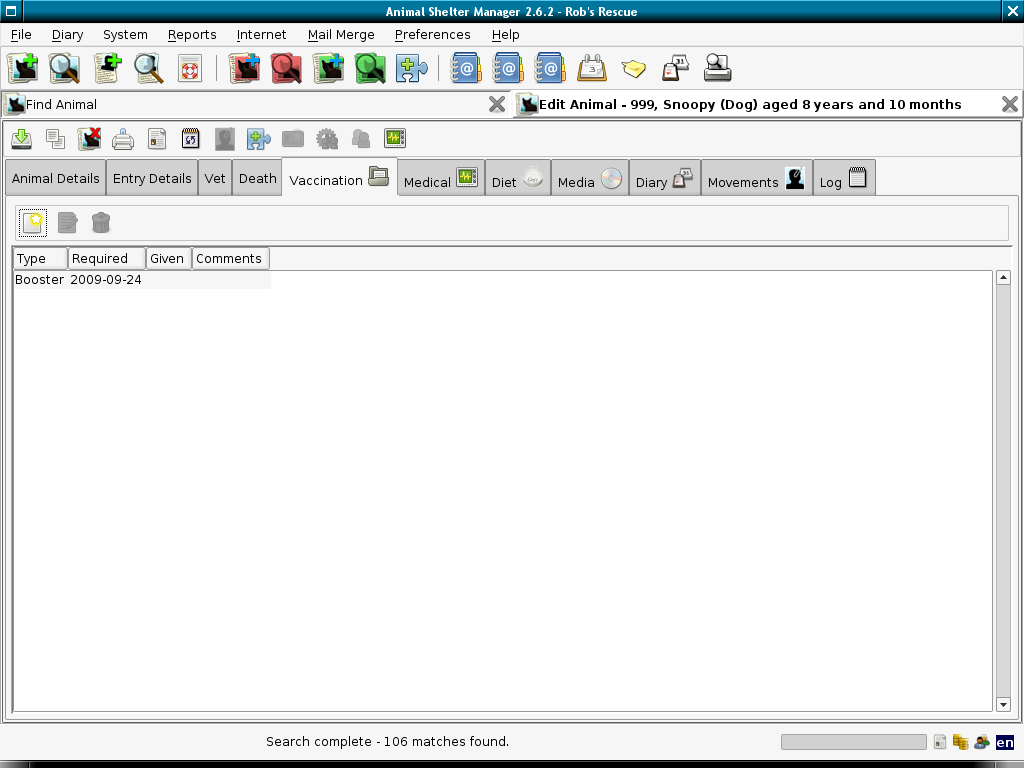 Animal Shelter Manager 2.6.2 - Rob's Rescue
File Diary System Reports Internet Mail Merge Preferences Help
Find Animal Edit Animal - 999, Snoopy (Dog) aged 8 years and 10 months
Animal Details Entry Details Vet Death Vaccination Medical Diet Media Diary Movements Log
Type Required Given Comments
Booster 2009-09-24
Search complete - 106 matches found. en